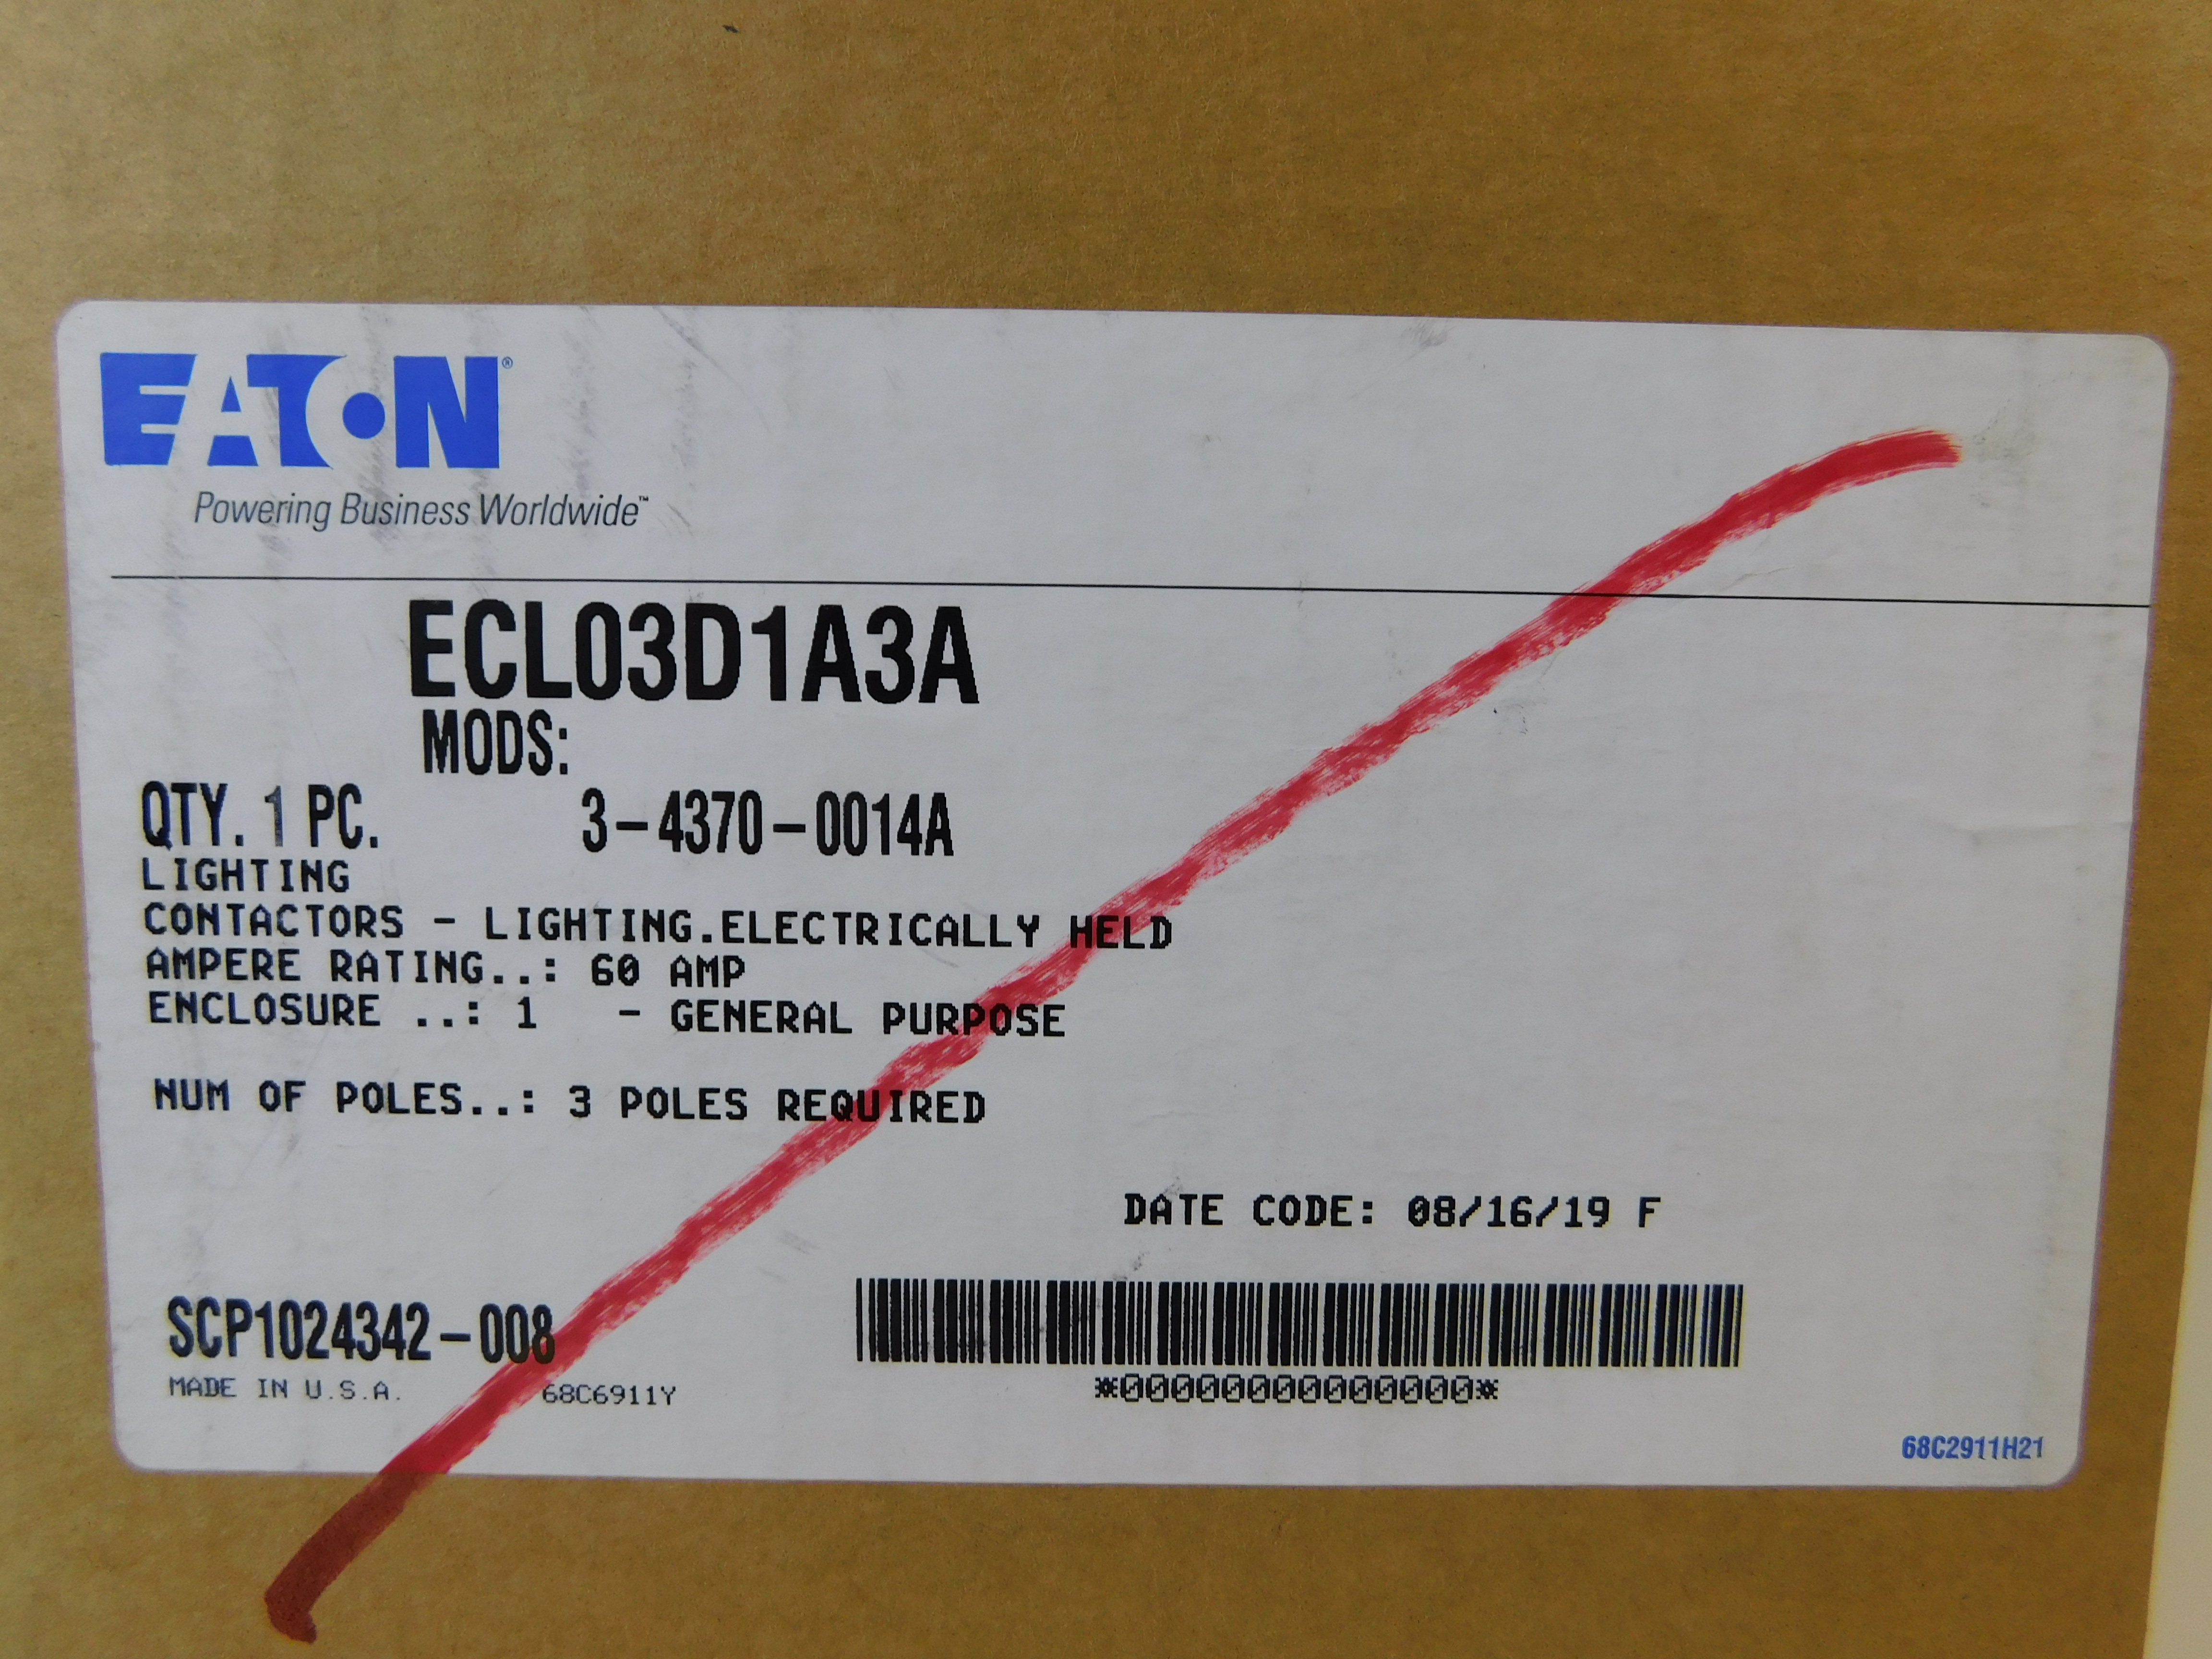 EATON®
Powering Business Worldwide™
ECL03D1A3A
MODS:
QTY. 1 PC. 3-4370-0014A
LIGHTING
CONTACTORS - LIGHTING.ELECTRICALLY HELD
AMPERE RATING..: 60 AMP
ENCLOSURE ..: 1 - GENERAL PURPOSE
NUM OF POLES..: 3 POLES REQUIRED
DATE CODE: 08/16/19 F
SCP1024342-008
MADE IN U.S.A. 68C6911Y
*00000000000000*
68C2911H21